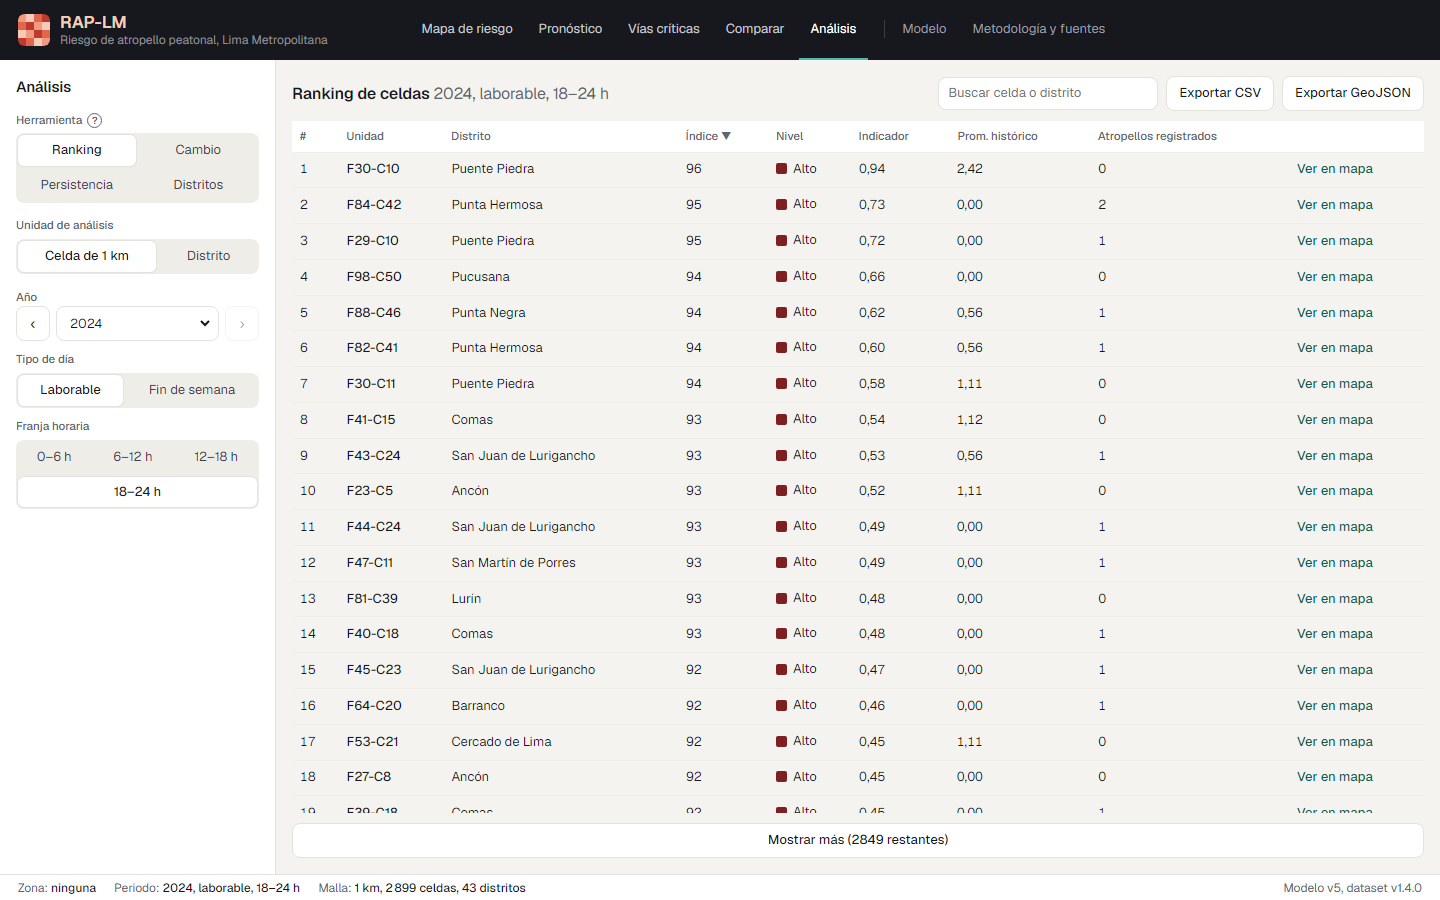 RAP-LM
Riesgo de atropello peatonal, Lima Metropolitana
Mapa de riesgo Pronóstico Vías críticas Comparar Análisis Modelo Metodología y fuentes
Análisis
Herramienta ?
Ranking Cambio
Persistencia Distritos
Unidad de análisis
Celda de 1 km Distrito
Año
‹ 2024 ›
Tipo de día
Laborable Fin de semana
Franja horaria
0–6 h 6–12 h 12–18 h
18–24 h
Ranking de celdas 2024, laborable, 18–24 h
Buscar celda o distrito Exportar CSV Exportar GeoJSON
# Unidad Distrito Índice ▼ Nivel Indicador Prom. histórico Atropellos registrados
1 F30-C10 Puente Piedra 96 Alto 0,94 2,42 0 Ver en mapa
2 F84-C42 Punta Hermosa 95 Alto 0,73 0,00 2 Ver en mapa
3 F29-C10 Puente Piedra 95 Alto 0,72 0,00 1 Ver en mapa
4 F98-C50 Pucusana 94 Alto 0,66 0,00 0 Ver en mapa
5 F88-C46 Punta Negra 94 Alto 0,62 0,56 1 Ver en mapa
6 F82-C41 Punta Hermosa 94 Alto 0,60 0,56 1 Ver en mapa
7 F30-C11 Puente Piedra 94 Alto 0,58 1,11 0 Ver en mapa
8 F41-C15 Comas 93 Alto 0,54 1,12 0 Ver en mapa
9 F43-C24 San Juan de Lurigancho 93 Alto 0,53 0,56 1 Ver en mapa
10 F23-C5 Ancón 93 Alto 0,52 1,11 0 Ver en mapa
11 F44-C24 San Juan de Lurigancho 93 Alto 0,49 0,00 1 Ver en mapa
12 F47-C11 San Martín de Porres 93 Alto 0,49 0,00 1 Ver en mapa
13 F81-C39 Lurín 93 Alto 0,48 0,00 0 Ver en mapa
14 F40-C18 Comas 93 Alto 0,48 0,00 1 Ver en mapa
15 F45-C23 San Juan de Lurigancho 92 Alto 0,47 0,00 1 Ver en mapa
16 F64-C20 Barranco 92 Alto 0,46 0,00 1 Ver en mapa
17 F53-C21 Cercado de Lima 92 Alto 0,45 1,11 0 Ver en mapa
18 F27-C8 Ancón 92 Alto 0,45 0,00 0 Ver en mapa
19 F39-C18 Comas 92 Alto 0,45 0,00 1 Ver en mapa
Mostrar más (2849 restantes)
Zona: ninguna Periodo: 2024, laborable, 18–24 h Malla: 1 km, 2 899 celdas, 43 distritos Modelo v5, dataset v1.4.0